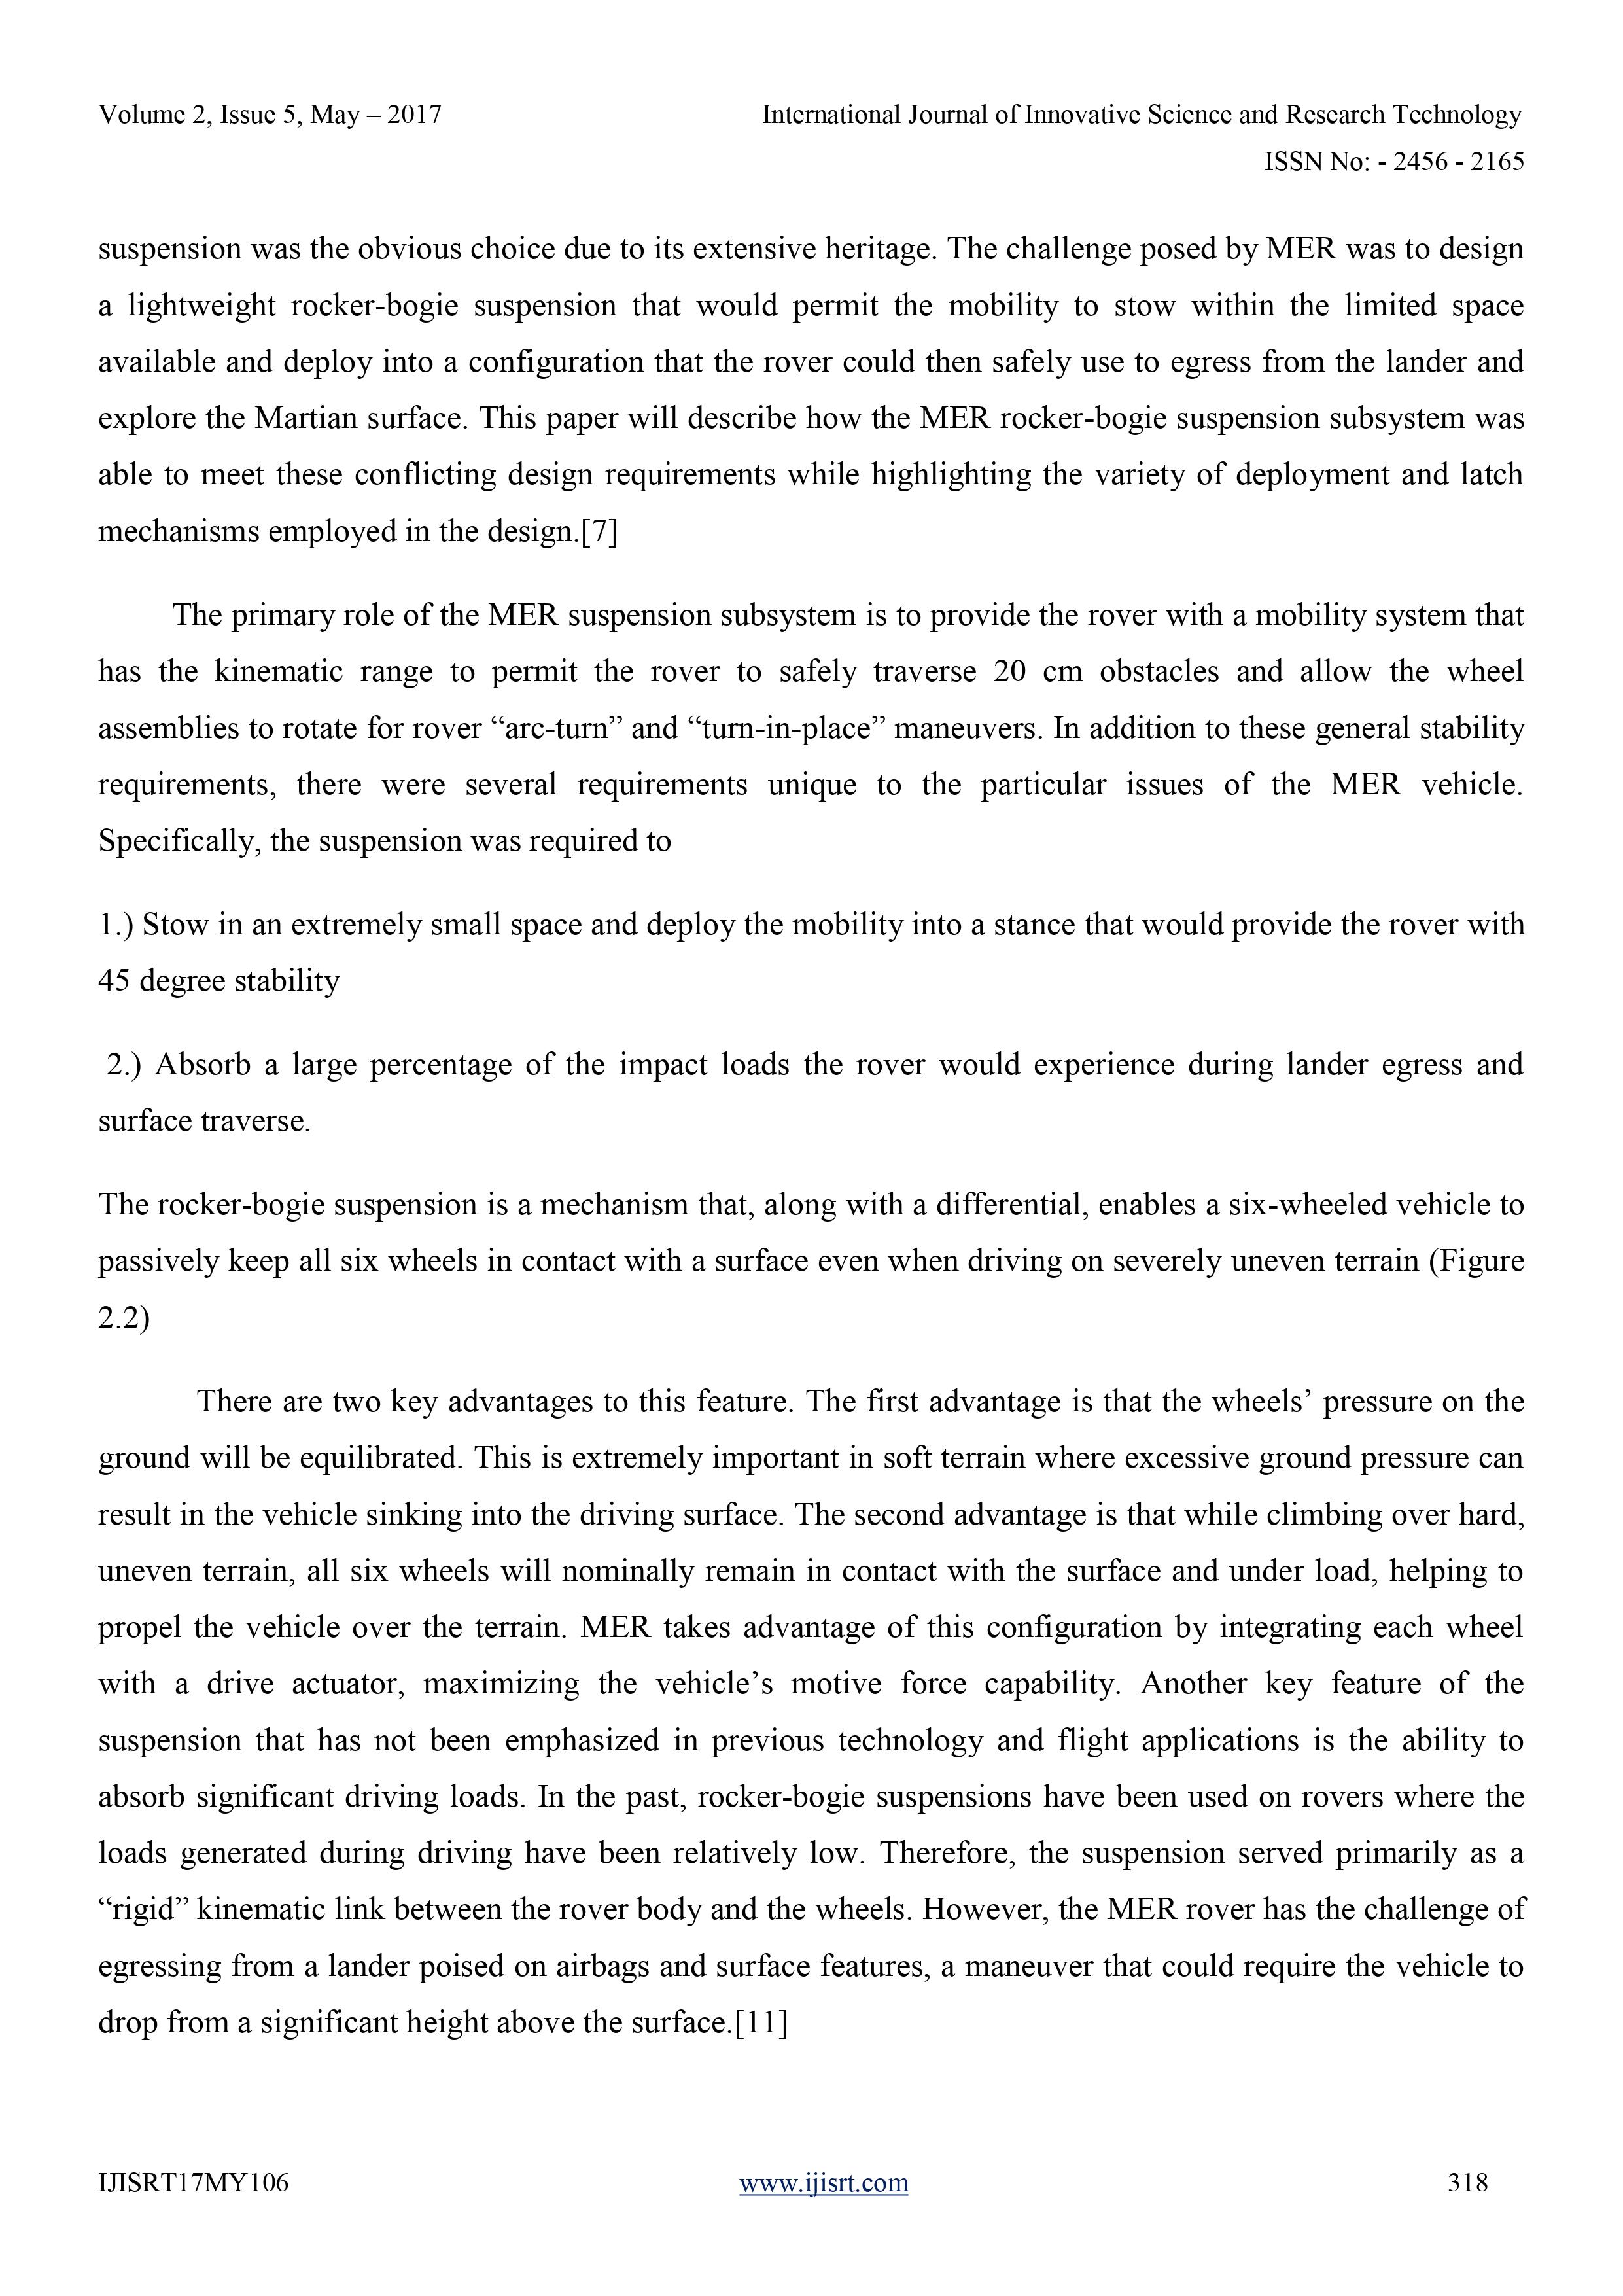 Volume 2, Issue 5, May – 2017 International Journal of Innovative Science and Research Technology
ISSN No: - 2456 - 2165
suspension was the obvious choice due to its extensive heritage. The challenge posed by MER was to design
a lightweight rocker-bogie suspension that would permit the mobility to stow within the limited space
available and deploy into a configuration that the rover could then safely use to egress from the lander and
explore the Martian surface. This paper will describe how the MER rocker-bogie suspension subsystem was
able to meet these conflicting design requirements while highlighting the variety of deployment and latch
mechanisms employed in the design.[7]
The primary role of the MER suspension subsystem is to provide the rover with a mobility system that
has the kinematic range to permit the rover to safely traverse 20 cm obstacles and allow the wheel
assemblies to rotate for rover “arc-turn” and “turn-in-place” maneuvers. In addition to these general stability
requirements, there were several requirements unique to the particular issues of the MER vehicle.
Specifically, the suspension was required to
1.) Stow in an extremely small space and deploy the mobility into a stance that would provide the rover with
45 degree stability
2.) Absorb a large percentage of the impact loads the rover would experience during lander egress and
surface traverse.
The rocker-bogie suspension is a mechanism that, along with a differential, enables a six-wheeled vehicle to
passively keep all six wheels in contact with a surface even when driving on severely uneven terrain (Figure
2.2)
There are two key advantages to this feature. The first advantage is that the wheels’ pressure on the
ground will be equilibrated. This is extremely important in soft terrain where excessive ground pressure can
result in the vehicle sinking into the driving surface. The second advantage is that while climbing over hard,
uneven terrain, all six wheels will nominally remain in contact with the surface and under load, helping to
propel the vehicle over the terrain. MER takes advantage of this configuration by integrating each wheel
with a drive actuator, maximizing the vehicle’s motive force capability. Another key feature of the
suspension that has not been emphasized in previous technology and flight applications is the ability to
absorb significant driving loads. In the past, rocker-bogie suspensions have been used on rovers where the
loads generated during driving have been relatively low. Therefore, the suspension served primarily as a
“rigid” kinematic link between the rover body and the wheels. However, the MER rover has the challenge of
egressing from a lander poised on airbags and surface features, a maneuver that could require the vehicle to
drop from a significant height above the surface.[11]
IJISRT17MY106 www.ijisrt.com 318